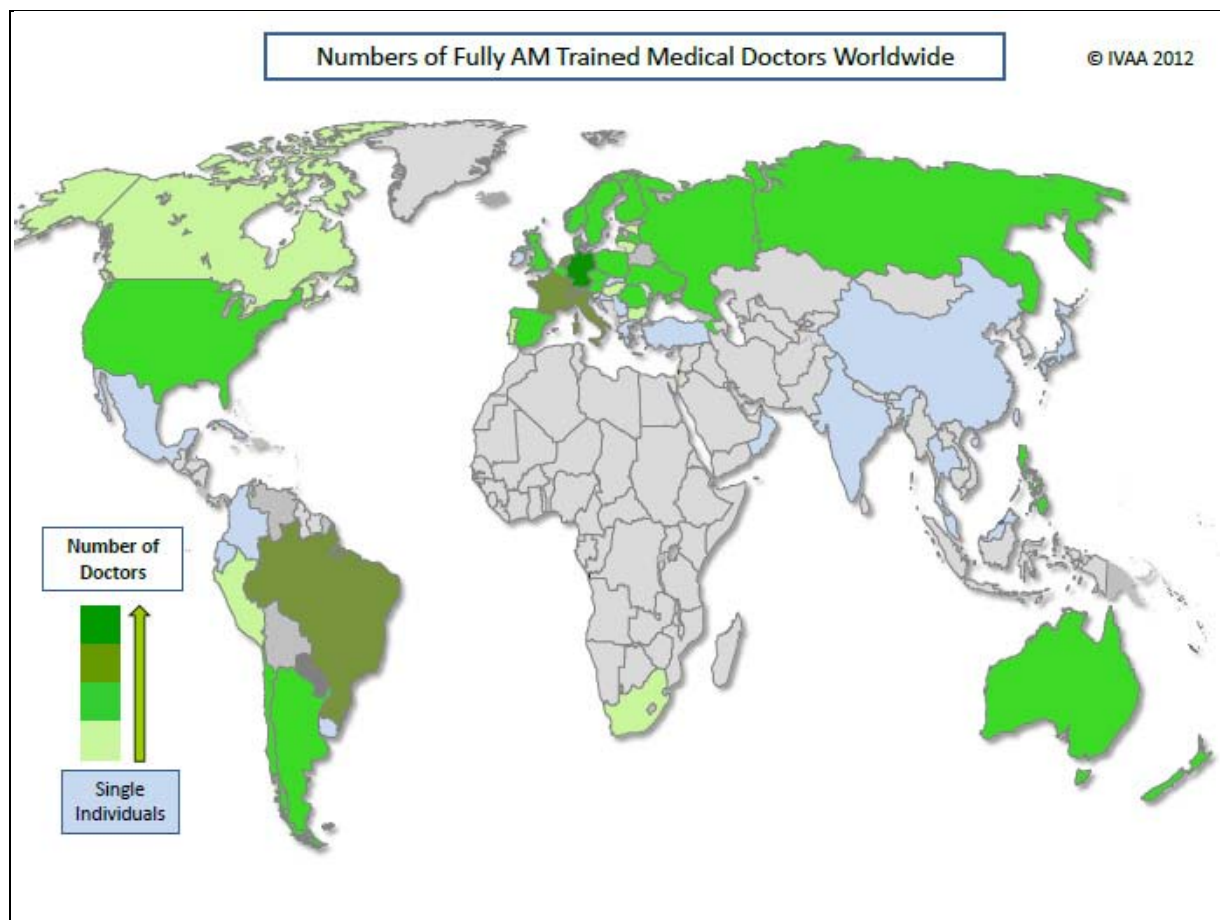 Numbers of Fully AM Trained Medical Doctors Worldwide
© IVAA 2012
Number of
Doctors
Single
Individuals